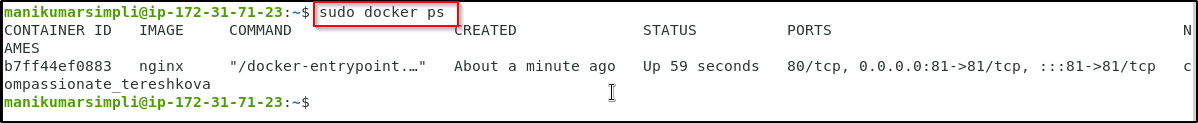 manikumarsimpli@ip-172-31-71-23:~$ sudo docker ps
CONTAINER ID   IMAGE     COMMAND                  CREATED              STATUS          PORTS                                       N
AMES
b7ff44ef0883   nginx     "/docker-entrypoint.…"   About a minute ago   Up 59 seconds   80/tcp, 0.0.0.0:81->81/tcp, :::81->81/tcp   c
ompassionate_tereshkova
manikumarsimpli@ip-172-31-71-23:~$